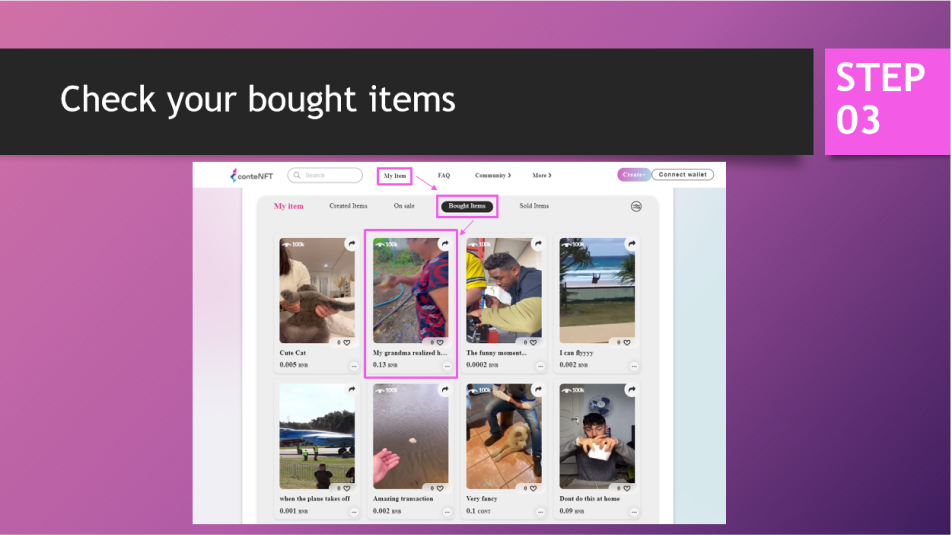 Check your bought items
STEP
03
conteNFT
Search
My Item
FAQ
Community
More
Create+
Connect wallet
My item
Created Items
On sale
Bought Items
Sold Items
100k
100k
100k
100k
0
0
0
0
Cute Cat
My grandma realized h...
The funny moment...
I can flyyyy
0.005 BNB
0.13 BNB
0.0002 BNB
0.002 BNB
100k
100k
100k
100k
0
0
0
0
when the plane takes off
Amazing transaction
Very fancy
Dont do this at home
0.001 BNB
0.002 BNB
0.1 CONT
0.09 BNB